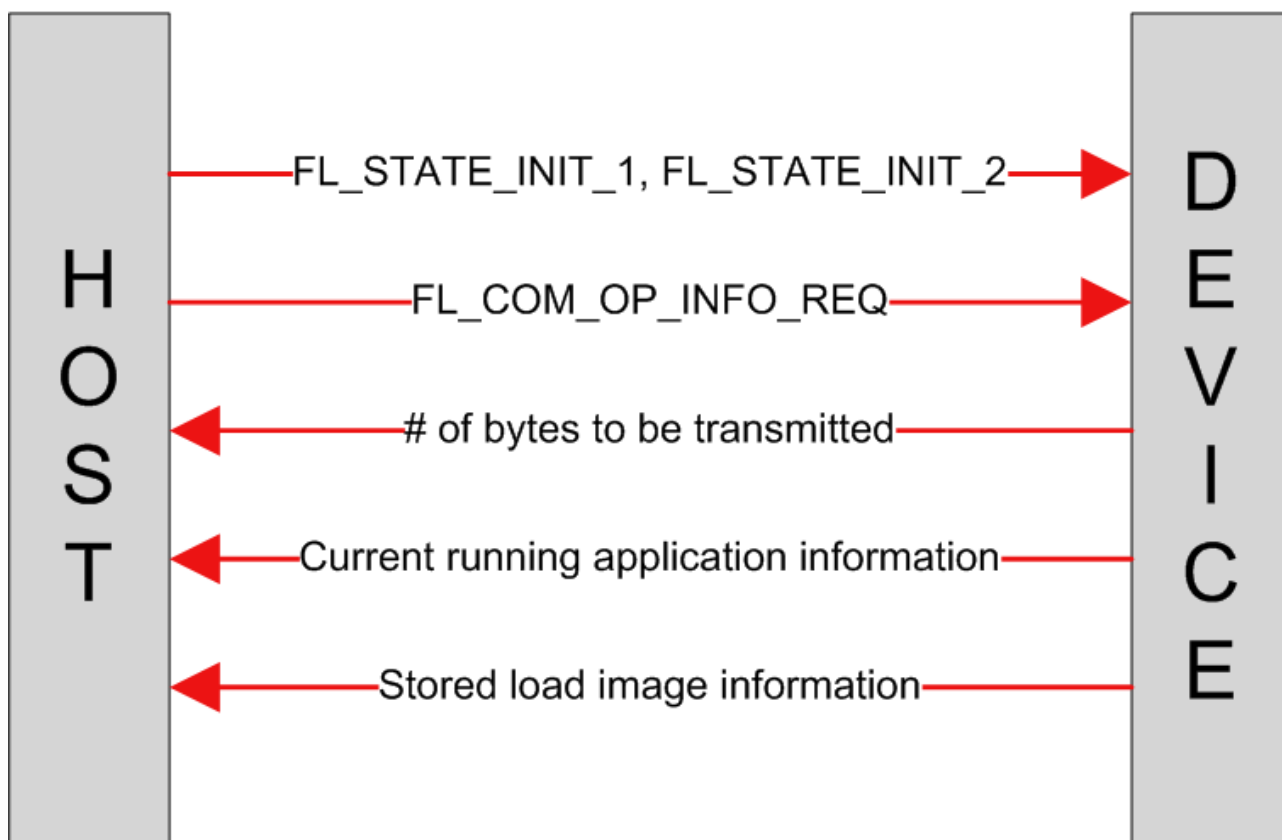 HOST
DEVICE
FL_STATE_INIT_1, FL_STATE_INIT_2
FL_COM_OP_INFO_REQ
# of bytes to be transmitted
Current running application information
Stored load image information